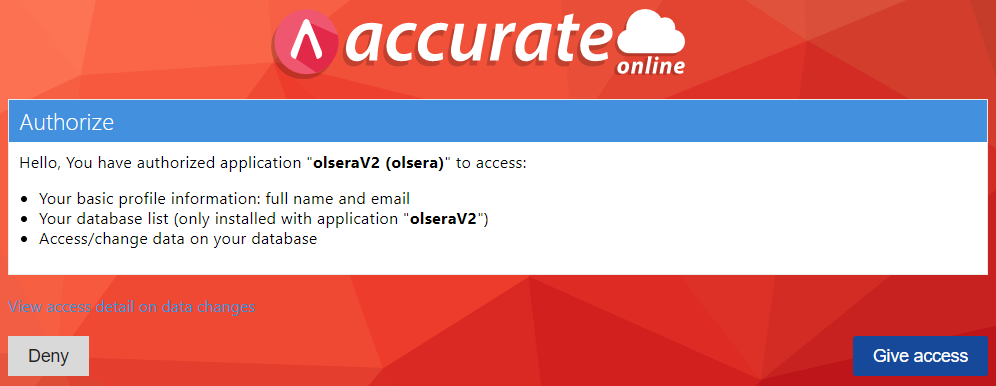 accurate
online
Authorize
Hello, You have authorized application "olseraV2 (olsera)" to access:
Your basic profile information: full name and email
Your database list (only installed with application "olseraV2")
Access/change data on your database
View access detail on data changes
Deny
Give access